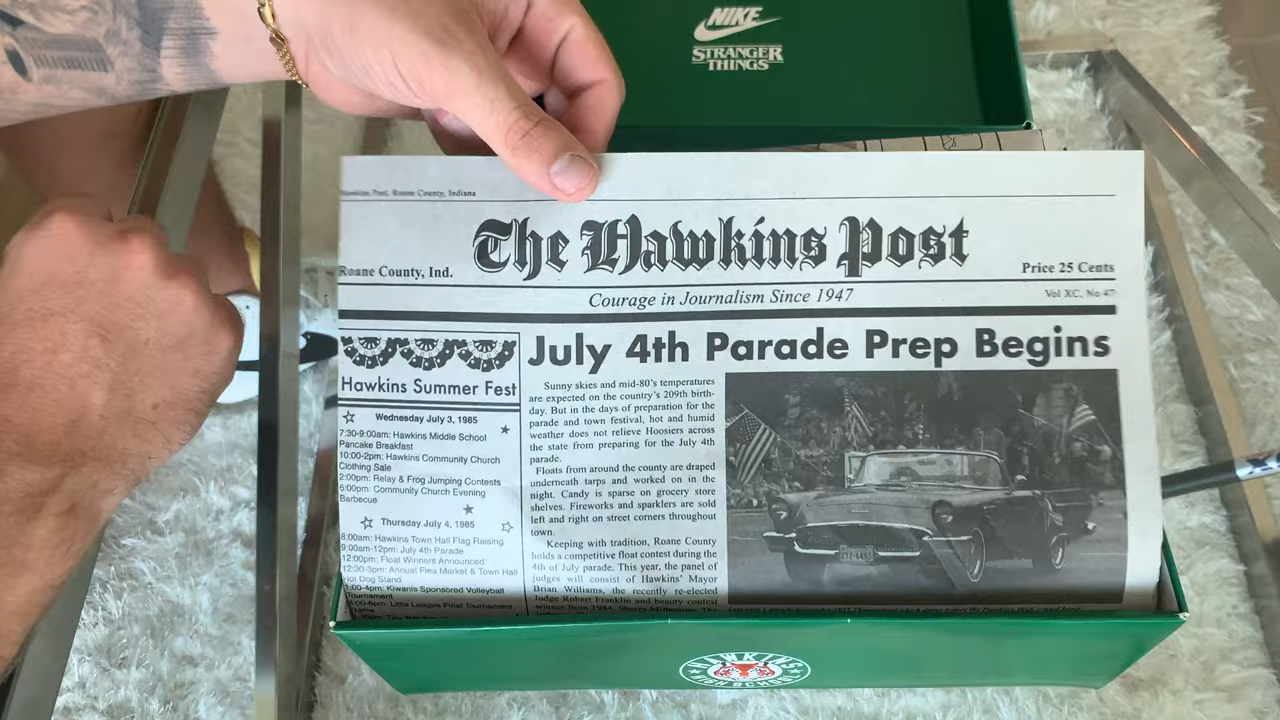 NIKE
STRANGER
THINGS
Hawkins Post, Roane County, Indiana
The Hawkins Post
Roane County, Ind.
Price 25 Cents
Courage in Journalism Since 1947
Vol XC, No 47
Hawkins Summer Fest
Wednesday July 3, 1985
7:30-9:00am: Hawkins Middle School
Pancake Breakfast
10:00-2pm: Hawkins Community Church
Clothing Sale
2:00pm: Relay & Frog Jumping Contests
6:00pm: Community Church Evening
Barbecue
Thursday July 4, 1985
8:00am: Hawkins Town Hall Flag Raising
9:00am-12pm: July 4th Parade
12:00pm: Float Winners Announced
12:30-3pm: Annual Flea Market & Town Hall
Hot Dog Stand
1:00-4pm: Kiwanis Sponsored Volleyball
Tournament
Little League Final Tournament
Game
July 4th Parade Prep Begins
Sunny skies and mid-80's temperatures
are expected on the country's 209th birth-
day. But in the days of preparation for the
parade and town festival, hot and humid
weather does not relieve Hoosiers across
the state from preparing for the July 4th
parade.
Floats from around the county are draped
underneath tarps and worked on in the
night. Candy is sparse on grocery store
shelves. Fireworks and sparklers are sold
left and right on street corners throughout
town.
Keeping with tradition, Roane County
holds a competitive float contest during the
4th of July parade. This year, the panel of
judges will consist of Hawkins' Mayor
Brian Williams, the recently re-elected
Judge Robert Franklin and beauty contest
winner from 1984, Sherry Milbourne. The
HAWKINS
HIGH SCHOOL